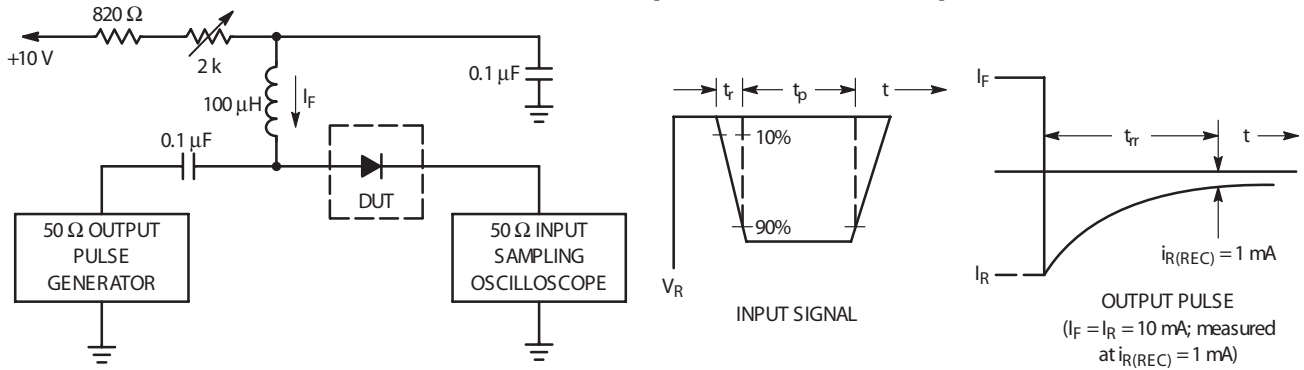 820 Ω
+10 V
2 k
100 μH
I_F
0.1 μF
0.1 μF
DUT
50 Ω OUTPUT
PULSE
GENERATOR
50 Ω INPUT
SAMPLING
OSCILLOSCOPE
t_r
t_p
t
10%
90%
V_R
INPUT SIGNAL
I_F
t_rr
t
I_R
i_R(REC) = 1 mA
OUTPUT PULSE
(I_F = I_R = 10 mA; measured
at i_R(REC) = 1 mA)